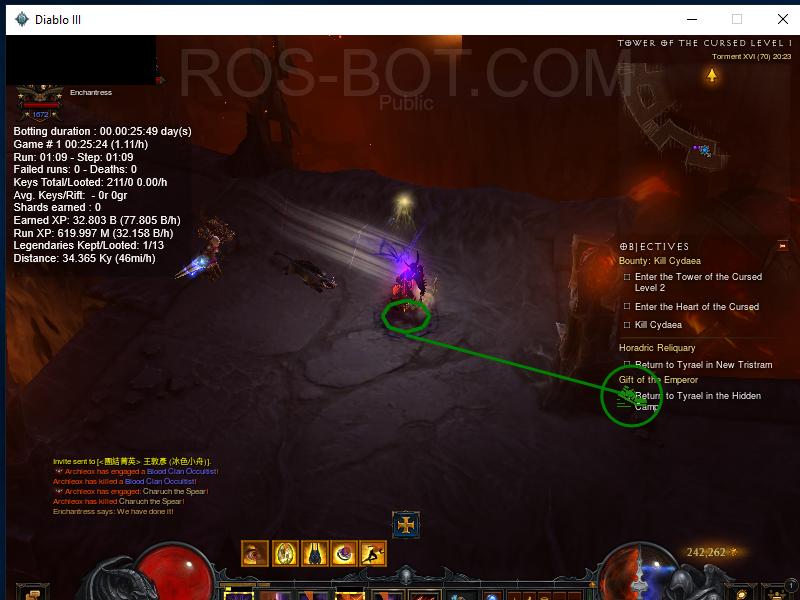 Diablo III
ROS-BOT.COM
Public
TOWER OF THE CURSED LEVEL 1
Torment XVI (70) 20:23
Enchantress
1672
Botting duration : 00.00:25:49 day(s)
Game # 1 00:25:24 (1.11/h)
Run: 01:09 - Step: 01:09
Failed runs: 0 - Deaths: 0
Keys Total/Looted: 211/0 0.00/h
Avg. Keys/Rift: - 0r 0gr
Shards earned : 0
Earned XP: 32.803 B (77.805 B/h)
Run XP: 619.997 M (32.158 B/h)
Legendaries Kept/Looted: 1/13
Distance: 34.365 Ky (46mi/h)
OBJECTIVES
Bounty: Kill Cydaea
Enter the Tower of the Cursed
Level 2
Enter the Heart of the Cursed
Kill Cydaea
Horadric Reliquary
Return to Tyrael in New Tristram
Gift of the Emperor
Return to Tyrael in the Hidden
Camp
Invite sent to [<團結菁英> 王敦彥 (冰色小舟)].
Archleox has engaged a Blood Clan Occultist!
Archleox has killed a Blood Clan Occultist!
Archleox has engaged: Charuch the Spear!
Archleox has killed Charuch the Spear!
Enchantress says: We have done it!
242,262
1